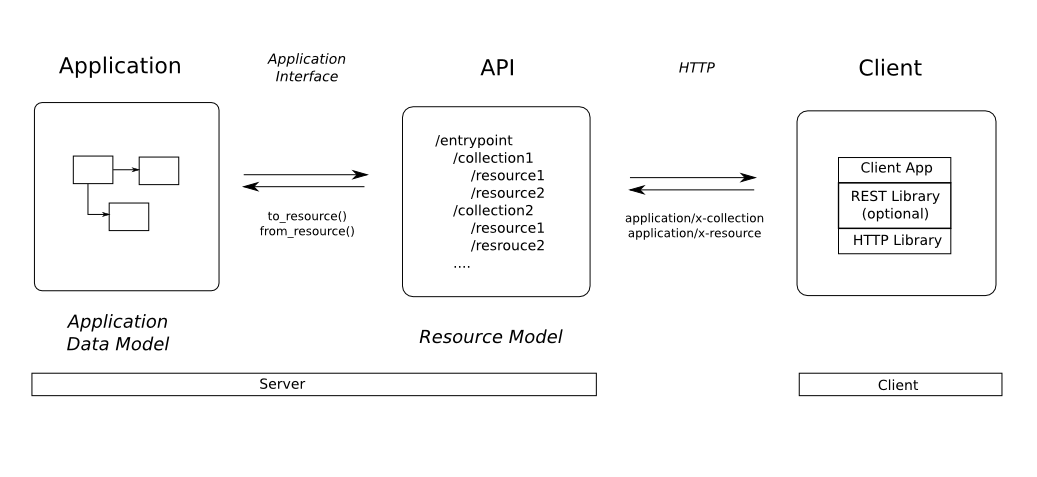 Application
Application
Interface
API
HTTP
Client
to_resource()
from_resource()
/entrypoint
/collection1
/resource1
/resource2
/collection2
/resource1
/resrouce2
....
application/x-collection
application/x-resource
Client App
REST Library
(optional)
HTTP Library
Application
Data Model
Resource Model
Server
Client